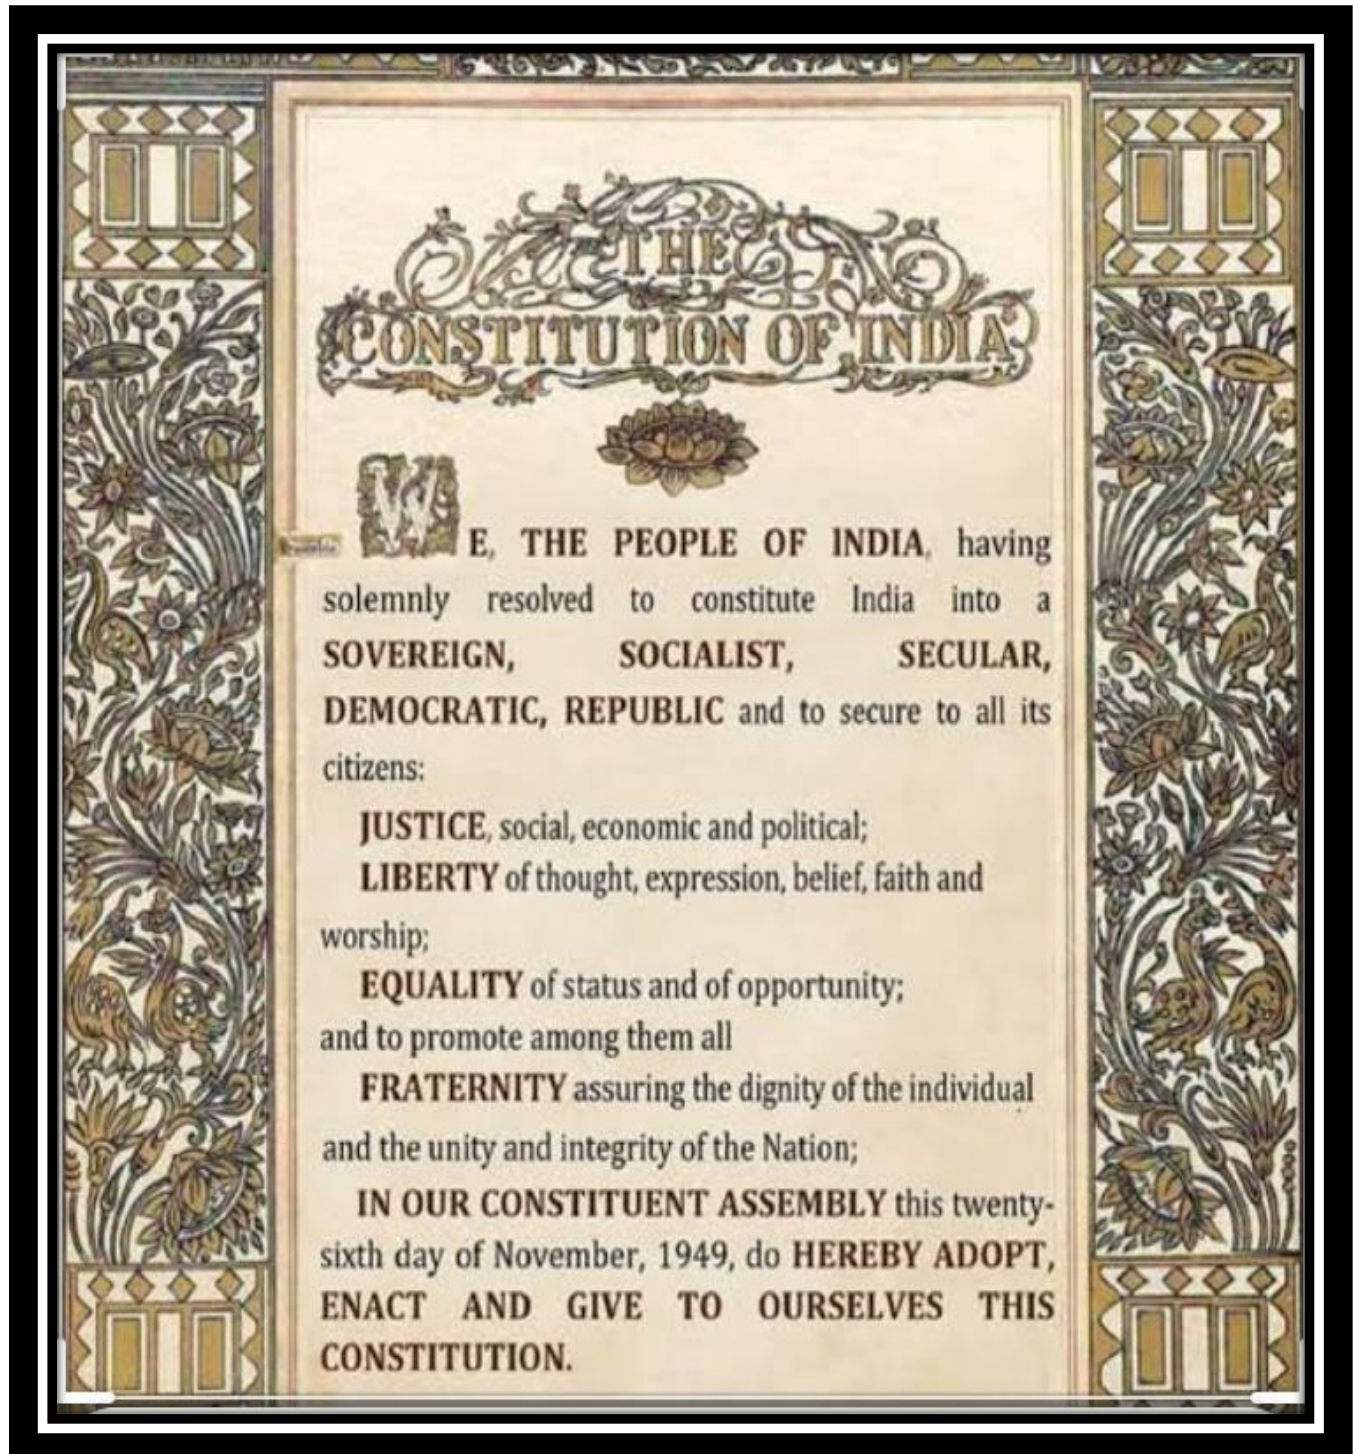 THE
CONSTITUTION OF INDIA
WE, THE PEOPLE OF INDIA, having
solemnly resolved to constitute India into a
SOVEREIGN, SOCIALIST, SECULAR,
DEMOCRATIC, REPUBLIC and to secure to all its
citizens:
JUSTICE, social, economic and political;
LIBERTY of thought, expression, belief, faith and
worship;
EQUALITY of status and of opportunity;
and to promote among them all
FRATERNITY assuring the dignity of the individual
and the unity and integrity of the Nation;
IN OUR CONSTITUENT ASSEMBLY this twenty-
sixth day of November, 1949, do HEREBY ADOPT,
ENACT AND GIVE TO OURSELVES THIS
CONSTITUTION.